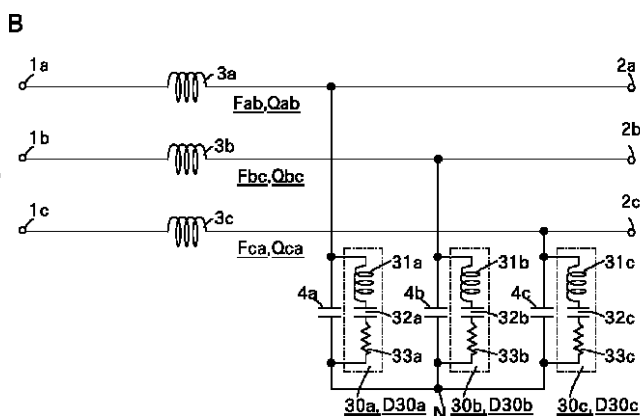 B
1a 3a 2a
Fab,Qab
1b 3b 2b
Fbc,Qbc
1c 3c 2c
Fca,Qca
31a 31b 31c
4a 4b 4c
32a 32b 32c
33a 33b 33c
30a,D30a N 30b,D30b 30c,D30c